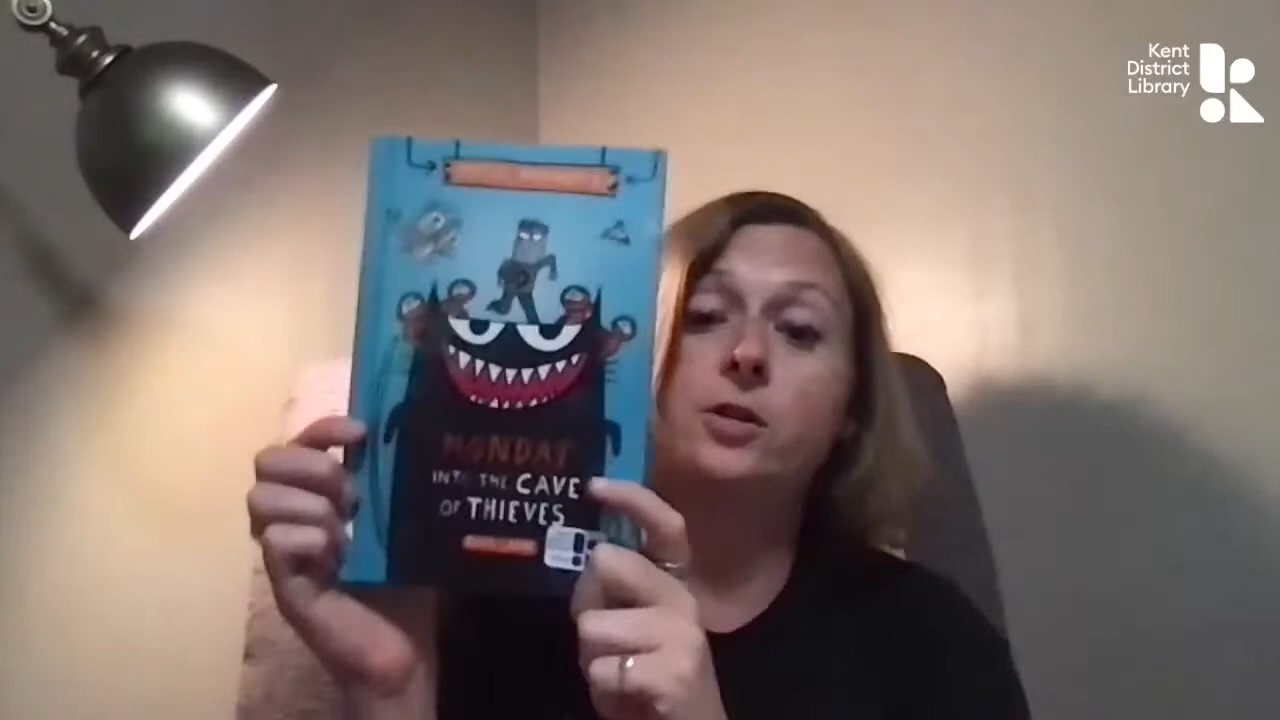 Kent
District
Library
MONDAY
INTO THE CAVE
OF THIEVES